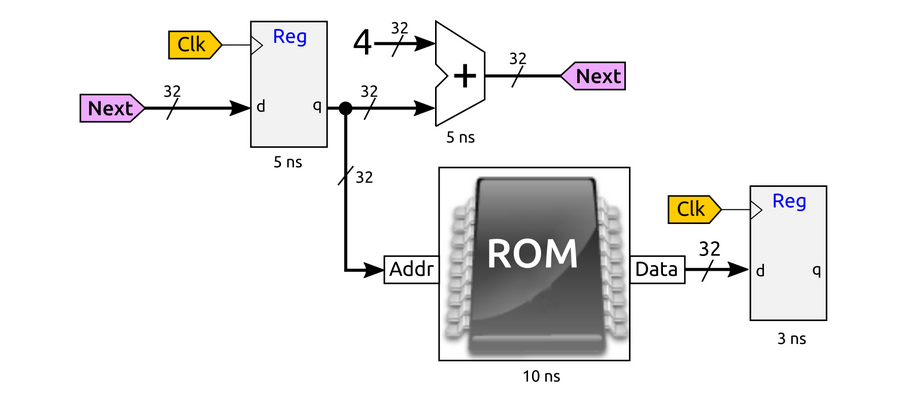 Clk
Reg
4
32
32
Next
Next
32
d
q
32
+
5 ns
5 ns
32
Clk
Reg
ROM
Addr
Data
32
d
q
3 ns
10 ns